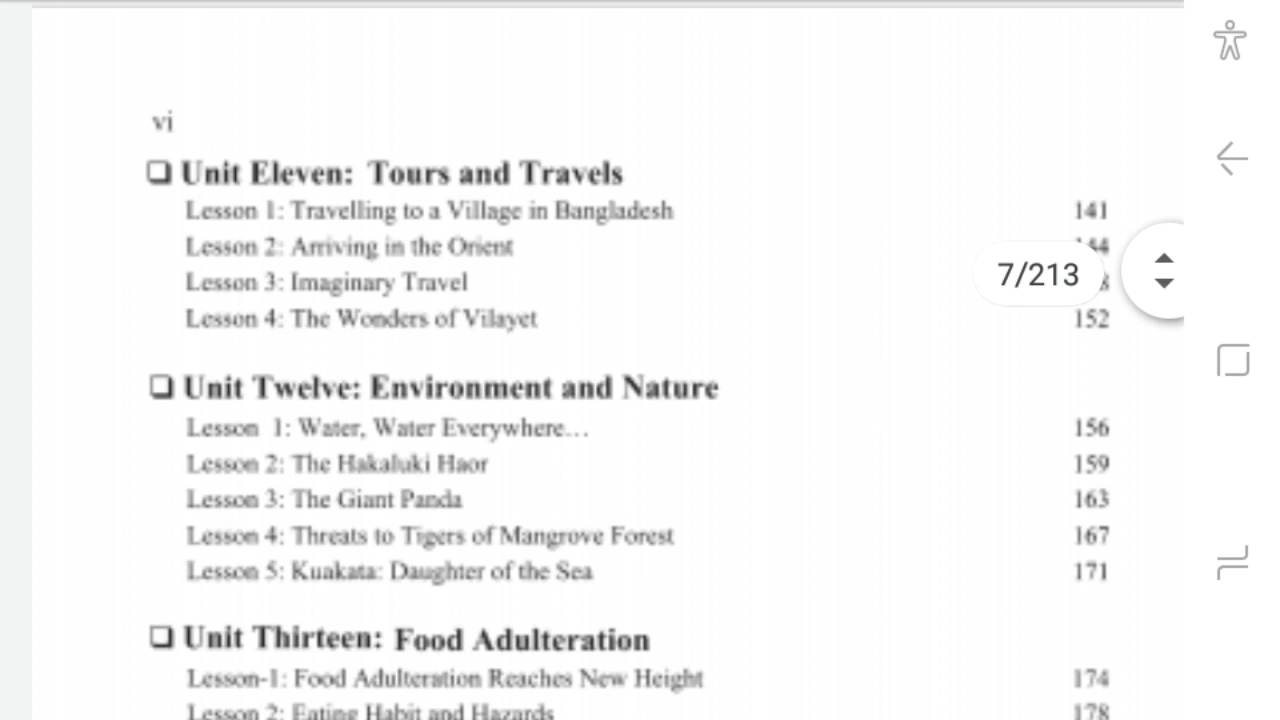 vi
❑ Unit Eleven: Tours and Travels
Lesson 1: Travelling to a Village in Bangladesh 141
Lesson 2: Arriving in the Orient
Lesson 3: Imaginary Travel
7/213
Lesson 4: The Wonders of Vilayet 152
❑ Unit Twelve: Environment and Nature
Lesson 1: Water, Water Everywhere... 156
Lesson 2: The Hakaluki Haor 159
Lesson 3: The Giant Panda 163
Lesson 4: Threats to Tigers of Mangrove Forest 167
Lesson 5: Kuakata: Daughter of the Sea 171
❑ Unit Thirteen: Food Adulteration
Lesson-1: Food Adulteration Reaches New Height 174
Lesson 2: Eating Habit and Hazards 178